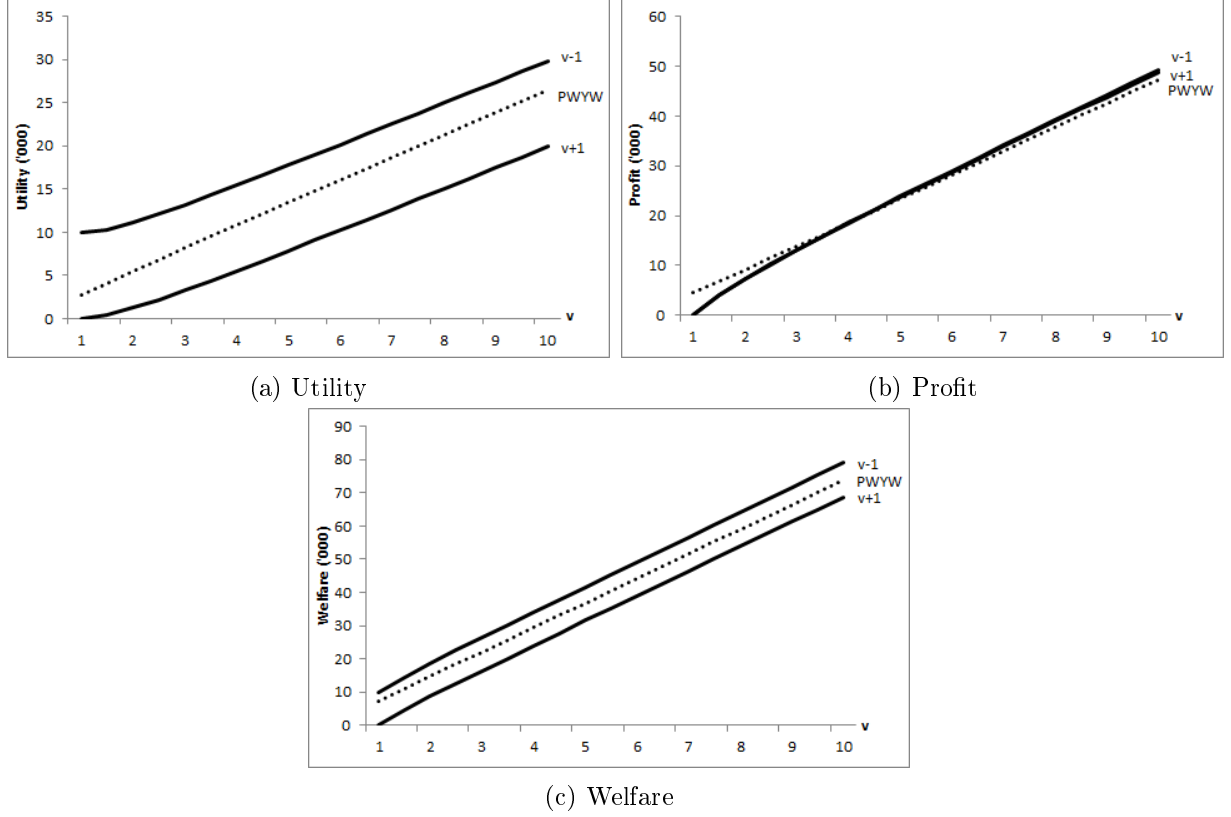 35
30
25
20
15
10
5
0
Utility ('000)
v-1
PWYW
v+1
v
1 2 3 4 5 6 7 8 9 10
(a) Utility
60
50
40
30
20
10
0
Profit ('000)
v-1
v+1
PWYW
v
1 2 3 4 5 6 7 8 9 10
(b) Profit
90
80
70
60
50
40
30
20
10
0
Welfare ('000)
v-1
PWYW
v+1
v
1 2 3 4 5 6 7 8 9 10
(c) Welfare